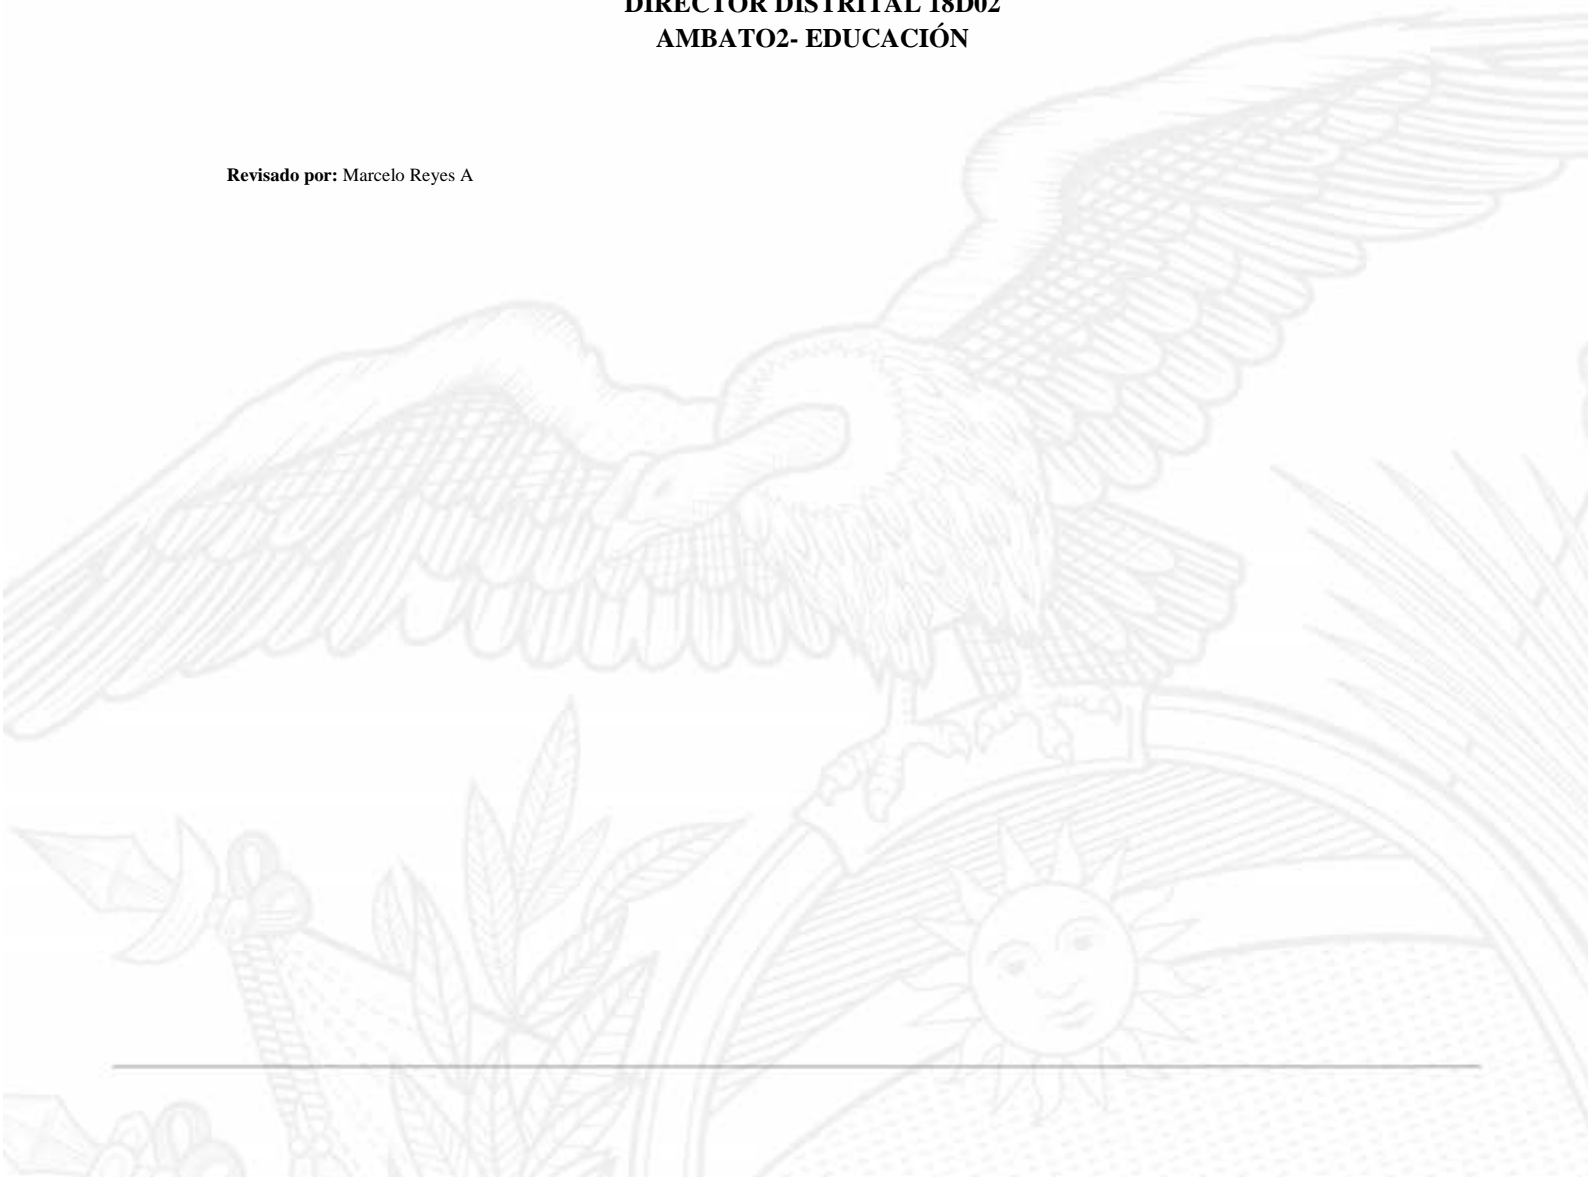 DIRECTOR DISTRITAL 18D02
AMBATO2- EDUCACIÓN
Revisado por: Marcelo Reyes A